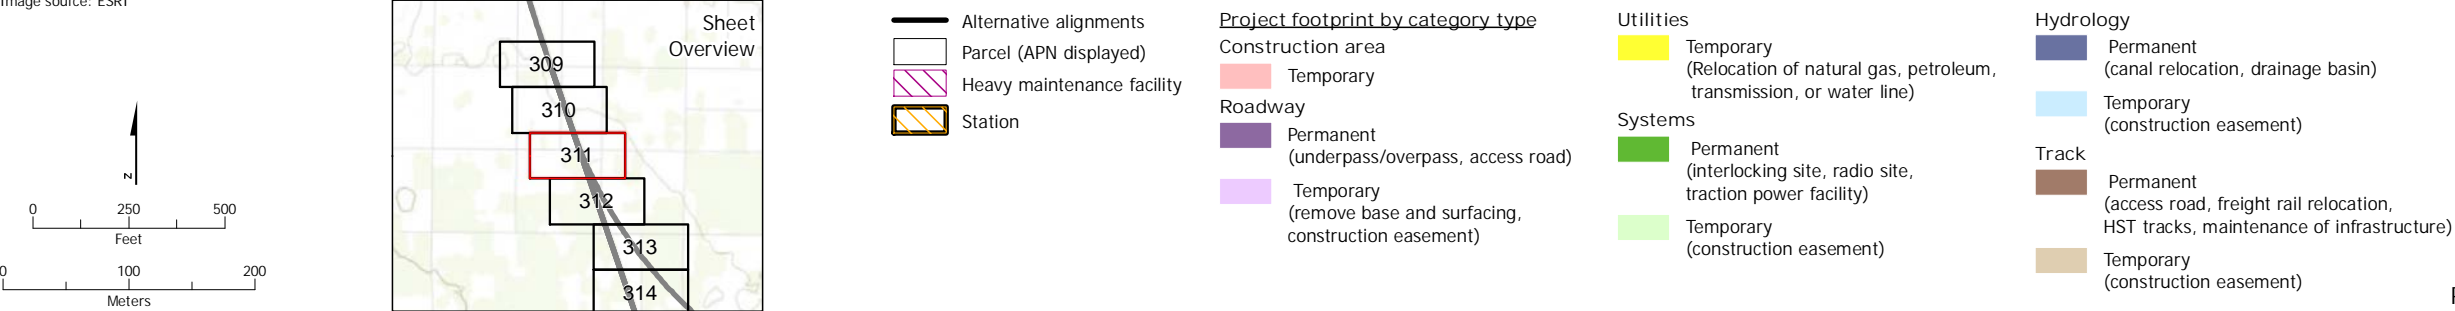 Image source: ESRI
N
0 250 500
Feet
0 100 200
Meters
Sheet
Overview
309
310
311
312
313
314
Alternative alignments
Parcel (APN displayed)
Heavy maintenance facility
Station
Project footprint by category type
Construction area
Temporary
Roadway
Permanent
(underpass/overpass, access road)
Temporary
(remove base and surfacing,
construction easement)
Utilities
Temporary
(Relocation of natural gas, petroleum,
transmission, or water line)
Systems
Permanent
(interlocking site, radio site,
traction power facility)
Temporary
(construction easement)
Hydrology
Permanent
(canal relocation, drainage basin)
Temporary
(construction easement)
Track
Permanent
(access road, freight rail relocation,
HST tracks, maintenance of infrastructure)
Temporary
(construction easement)